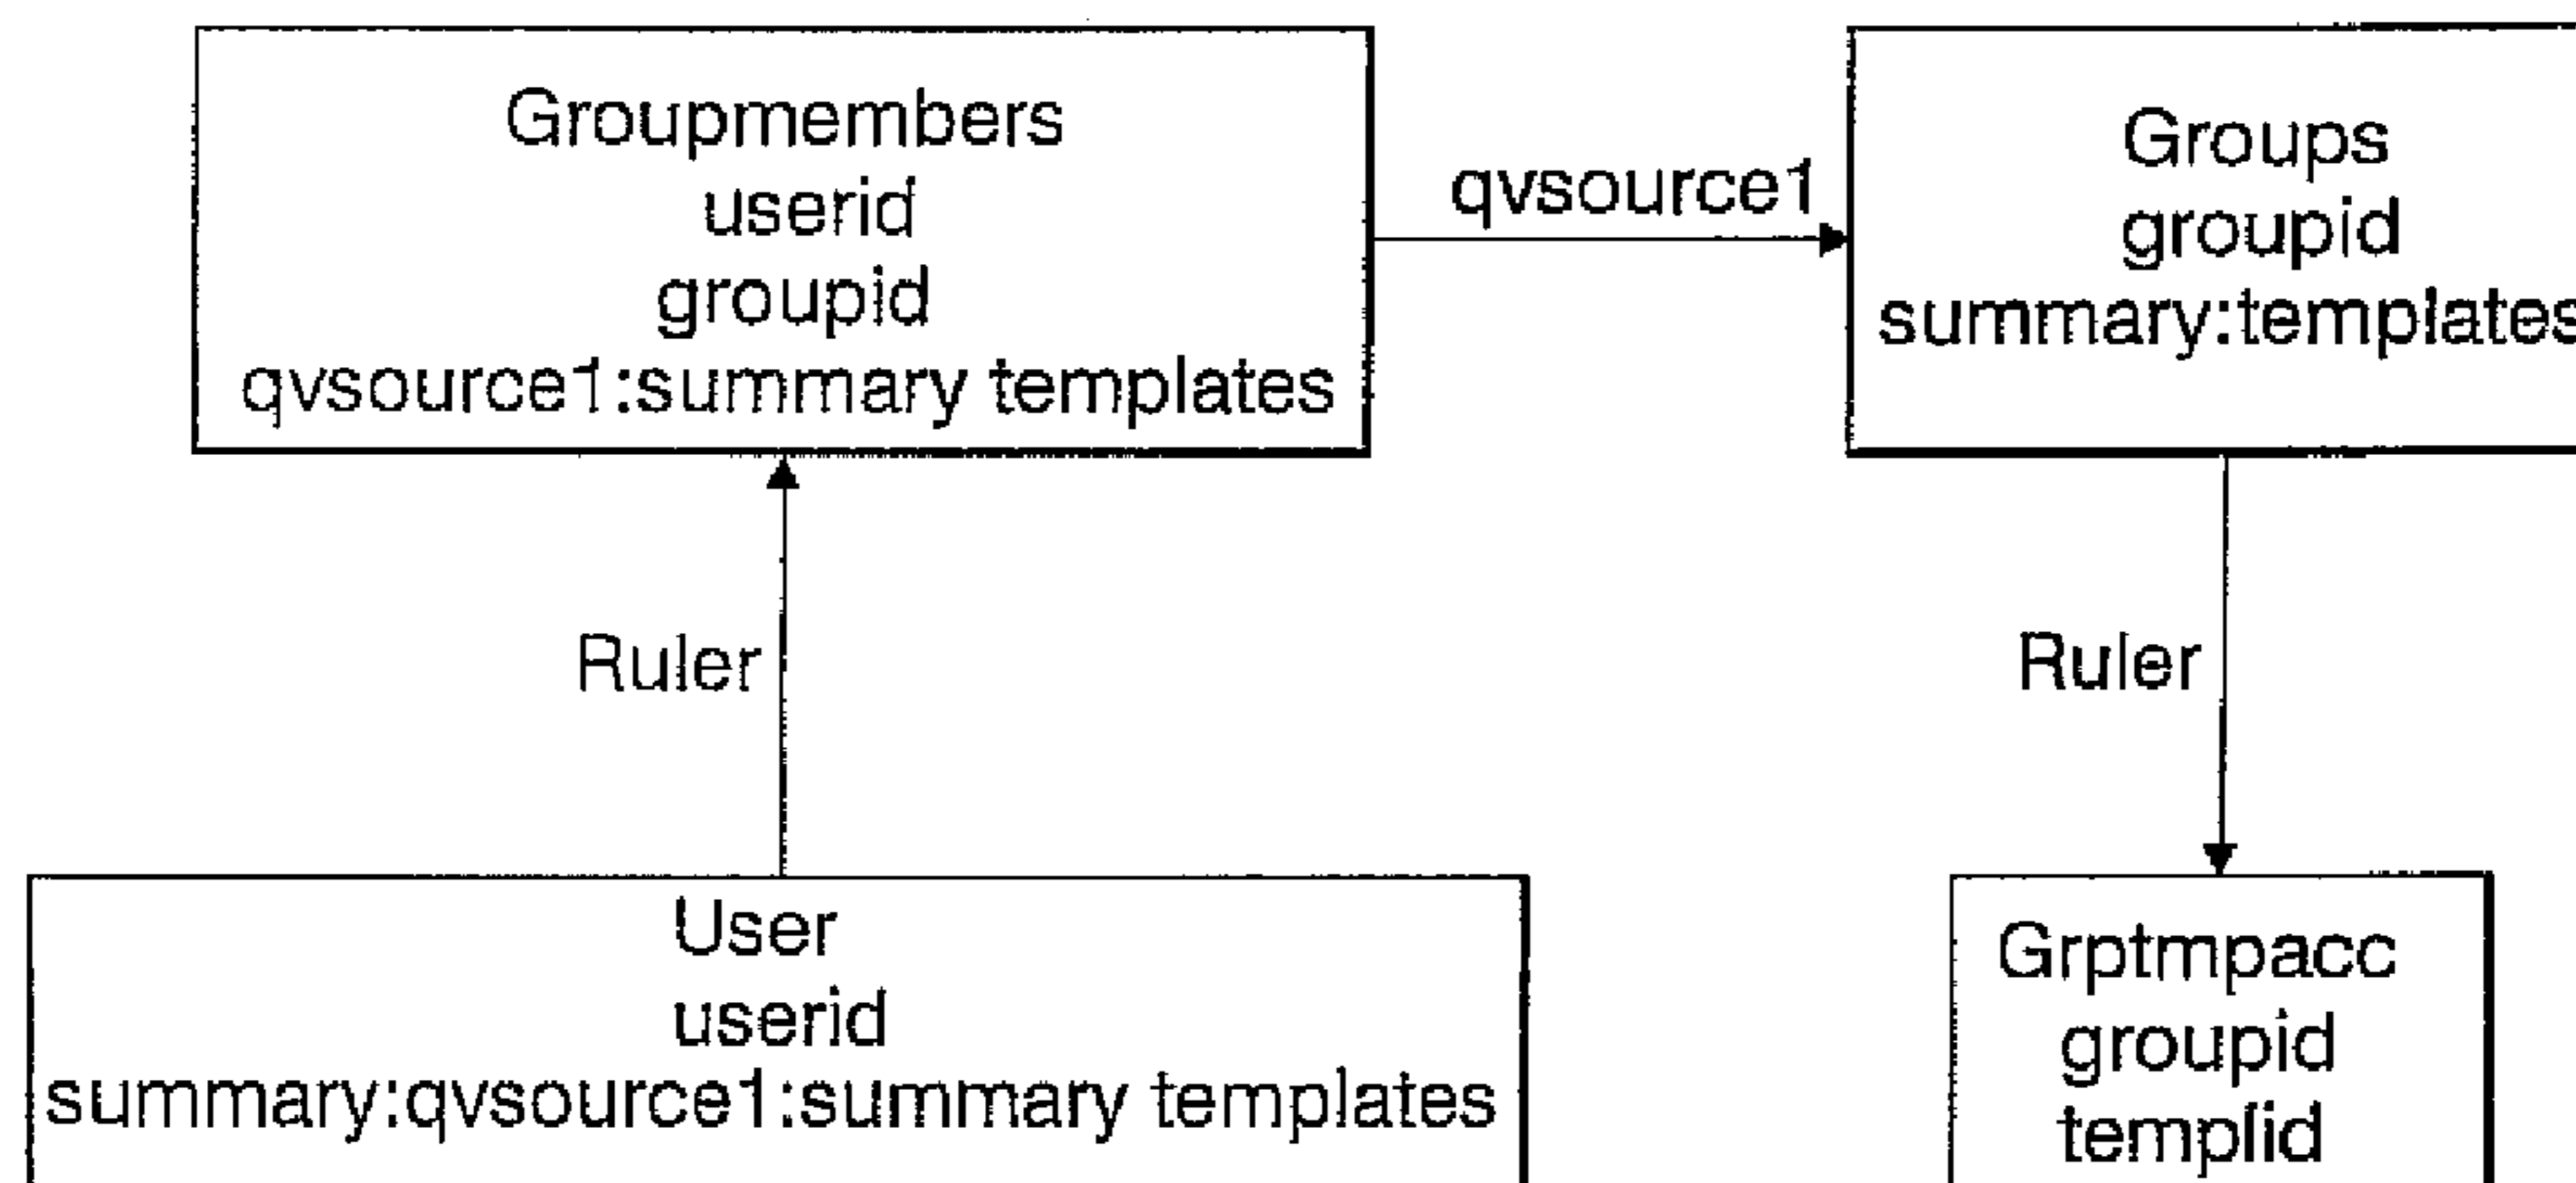 Groupmembers
userid
groupid
qvsource1:summary templates
qvsource1
Groups
groupid
summary:templates
Ruler
Ruler
User
userid
summary:qvsource1:summary templates
Grptmpacc
groupid
templid